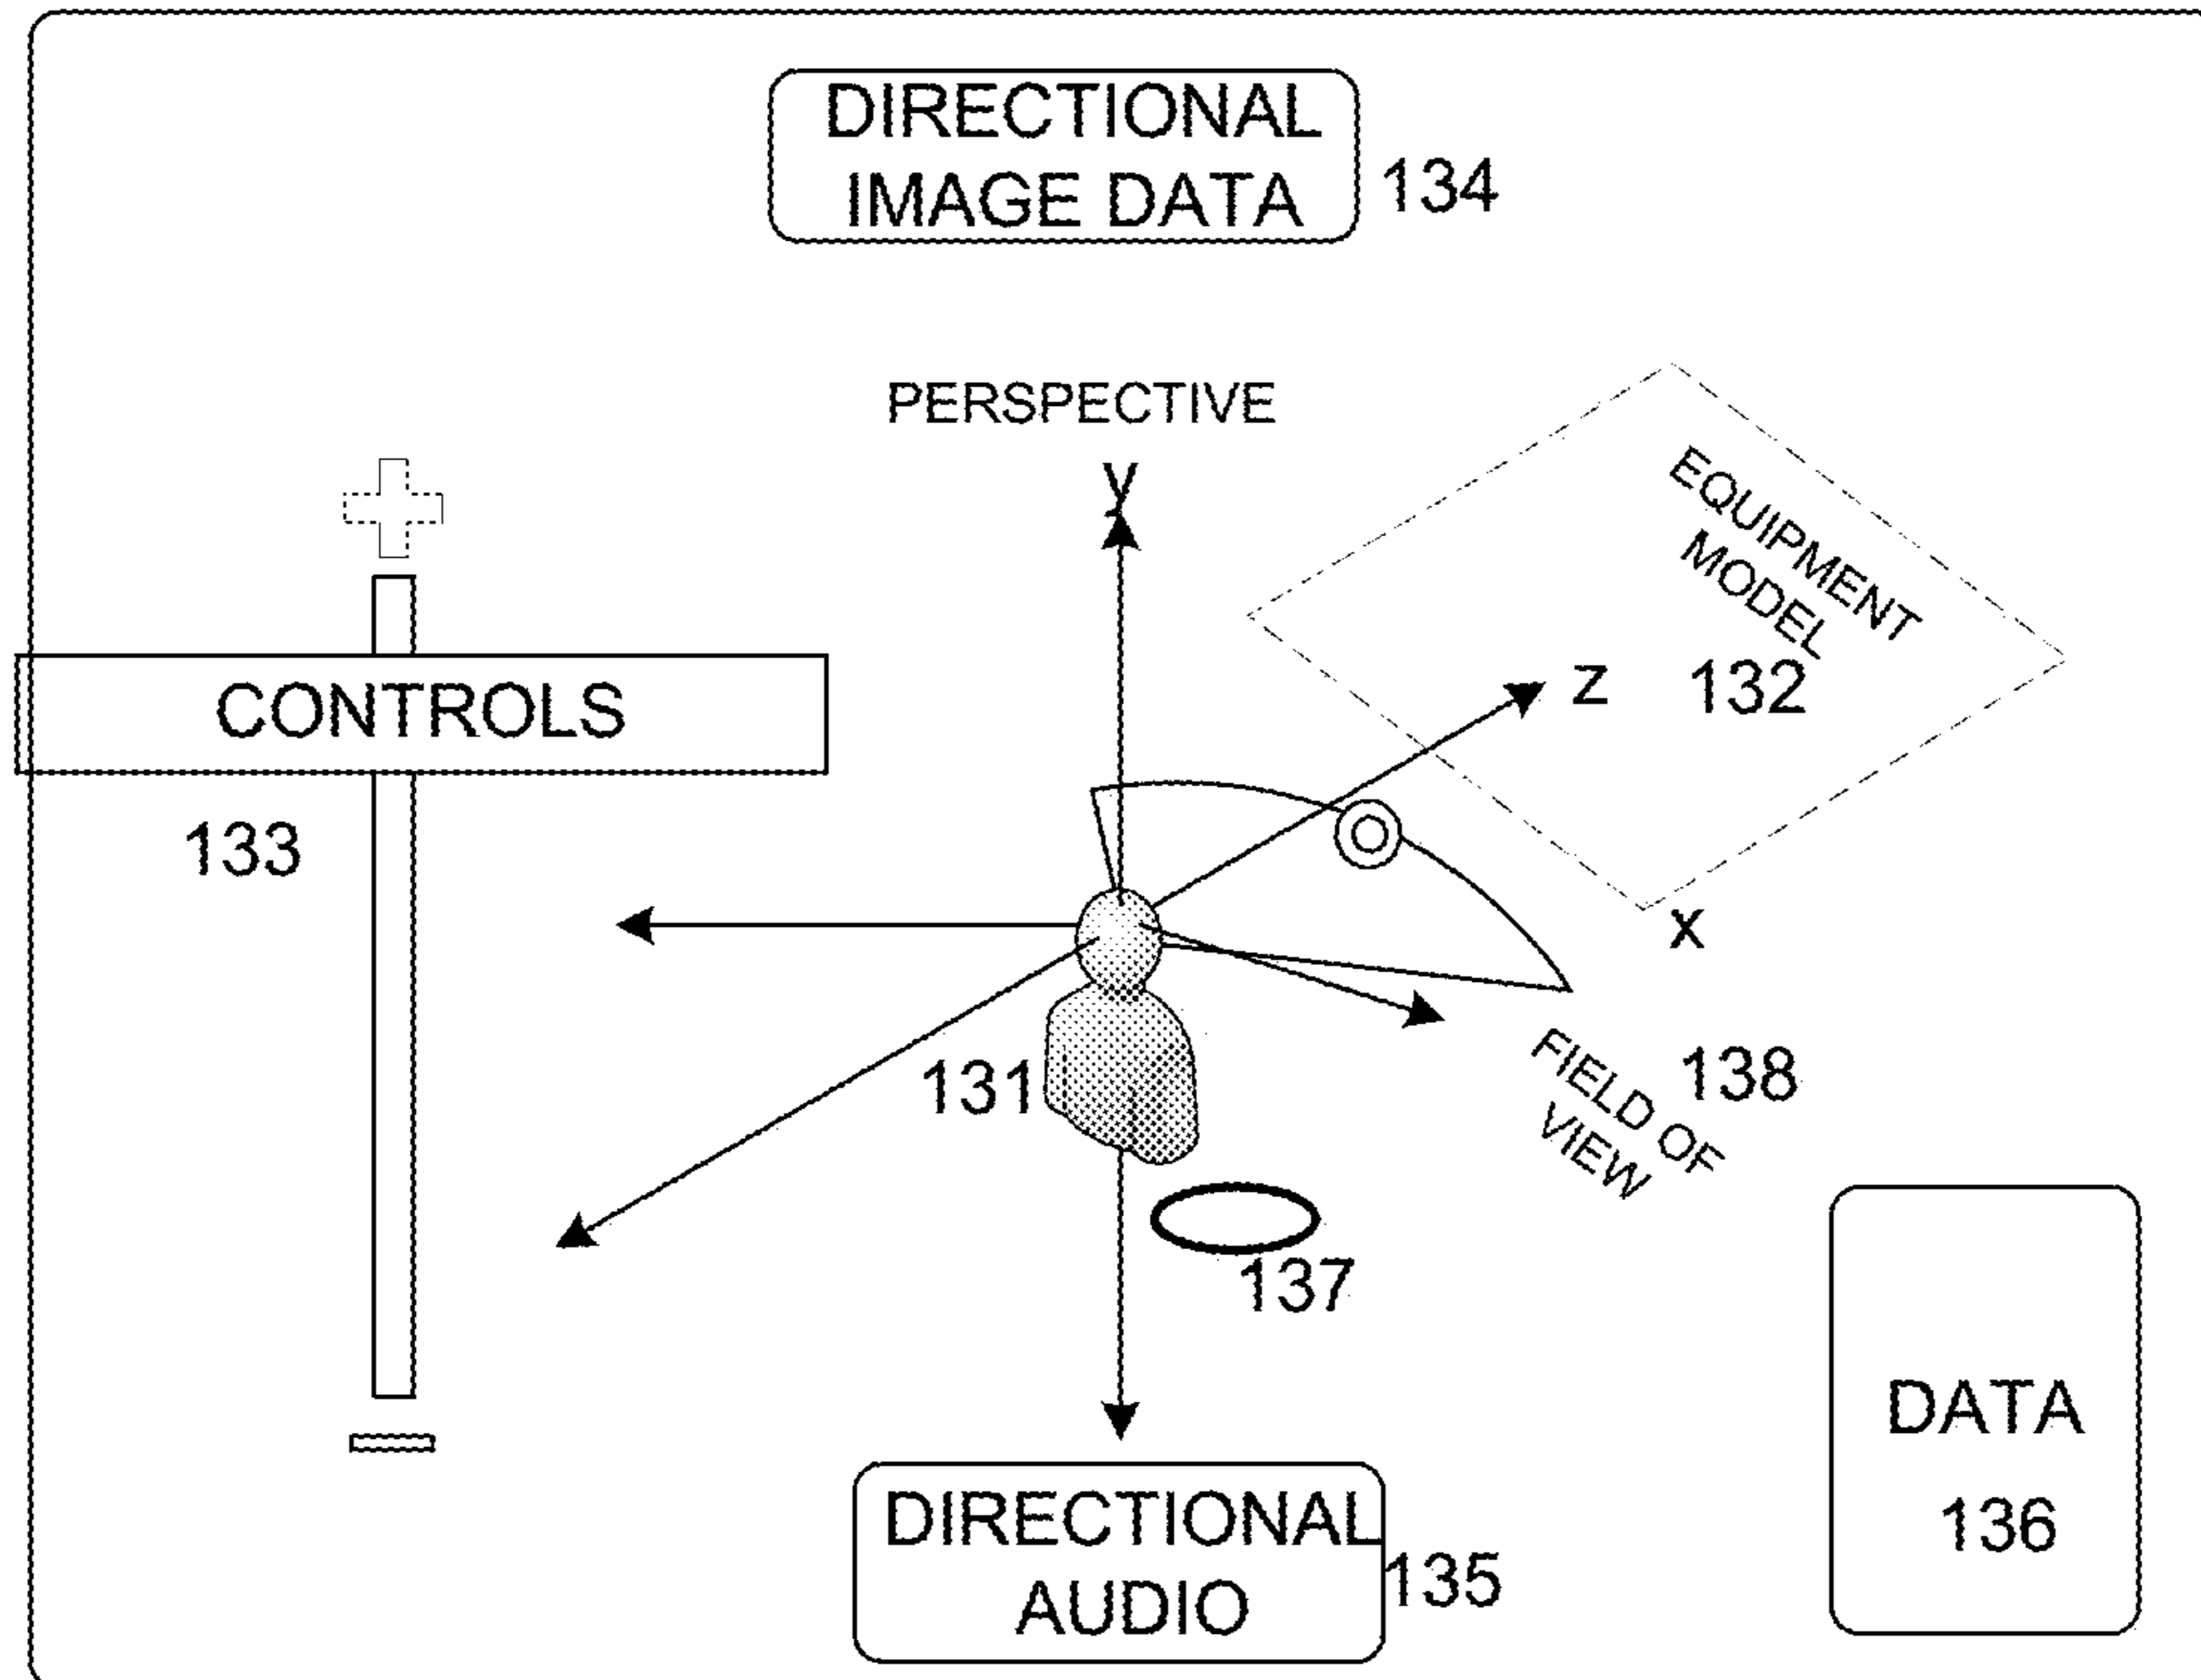 DIRECTIONAL
IMAGE DATA
134
PERSPECTIVE
y
EQUIPMENT
MODEL
132
z
CONTROLS
133
x
131
FIELD OF
VIEW
138
137
DATA
136
DIRECTIONAL
AUDIO
135